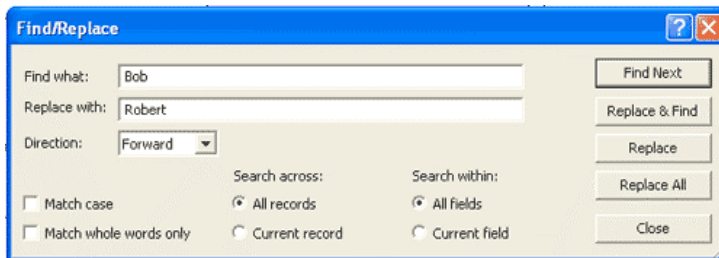 Find/Replace
Find what: Bob
Find Next
Replace with: Robert
Replace & Find
Direction: Forward
Replace
Search across: Search within:
Replace All
Match case All records All fields
Match whole words only Current record Current field
Close